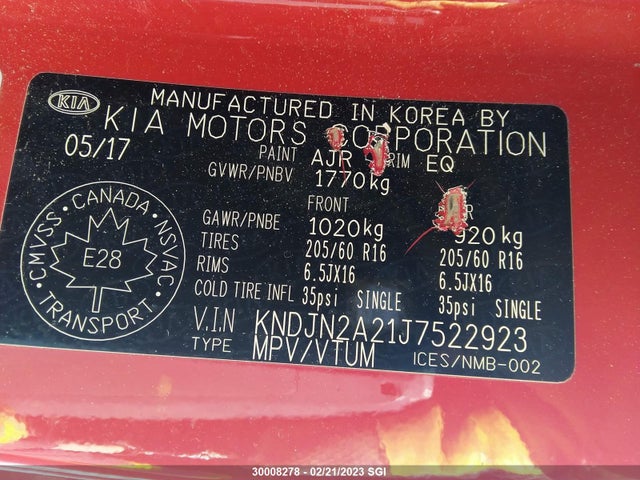 KIA
MANUFACTURED IN KOREA BY
KIA MOTORS CORPORATION
05/17
PAINT AJR TRIM EQ
GVWR/PNBV 1770kg
FRONT
GAWR/PNBE 1020kg 920kg
TIRES 205/60 R16 205/60 R16
RIMS 6.5JX16 6.5JX16
COLD TIRE INFL 35psi SINGLE 35psi SINGLE
V.I.N KNDJN2A21J7522923
TYPE MPV/VTUM ICES/NMB-002
CANADA
CMVSS NSVAC
E28
TRANSPORT
30008278 - 02/21/2023 SGI